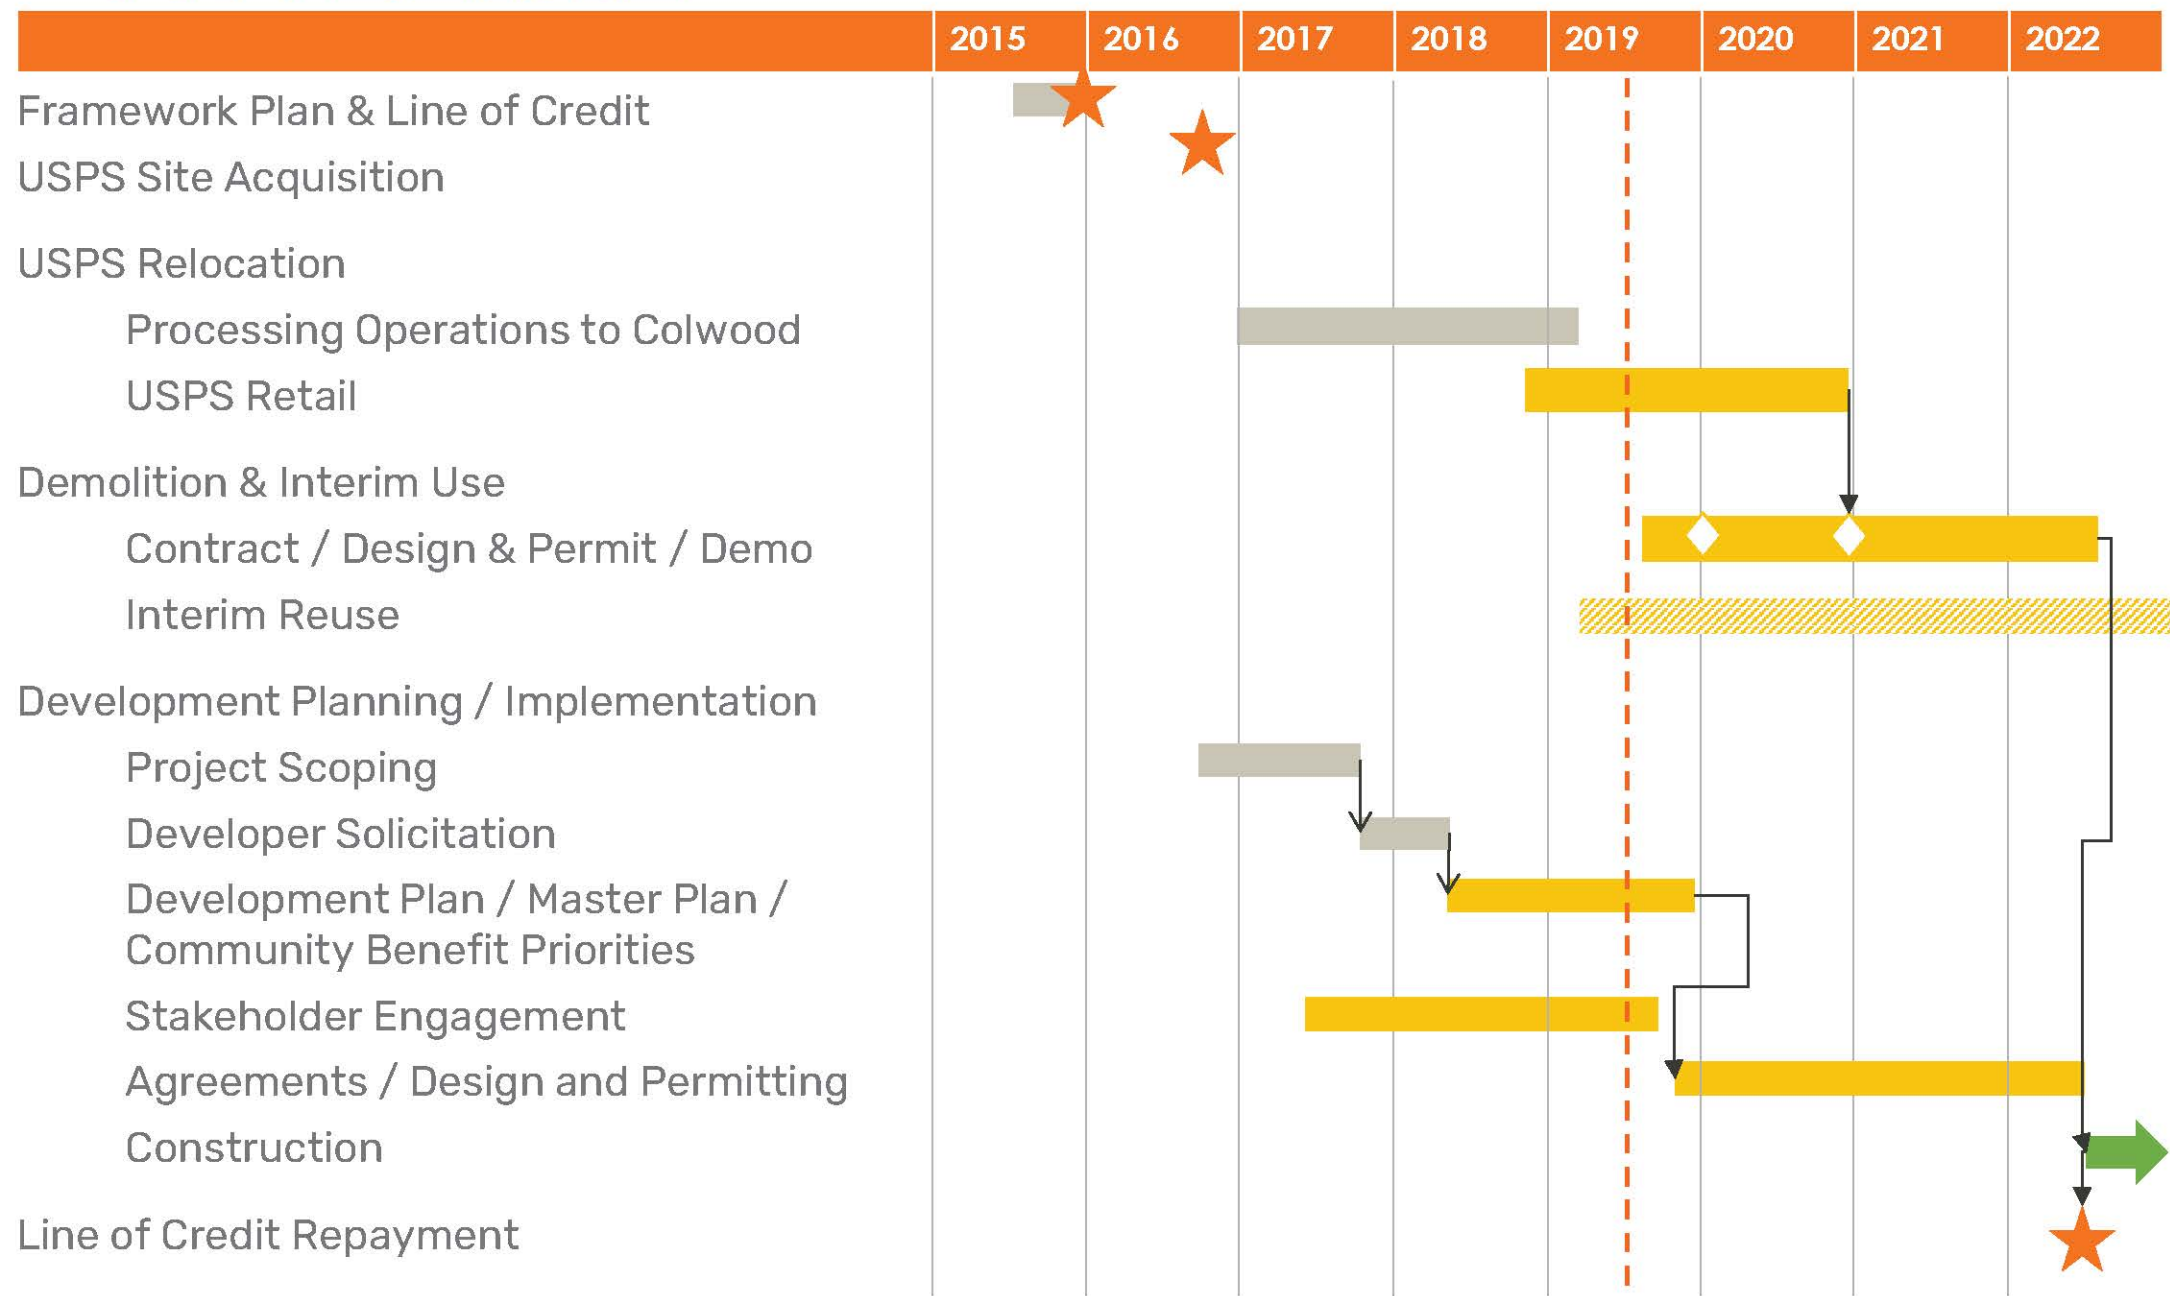 2015 2016 2017 2018 2019 2020 2021 2022
Framework Plan & Line of Credit
USPS Site Acquisition
USPS Relocation
Processing Operations to Colwood
USPS Retail
Demolition & Interim Use
Contract / Design & Permit / Demo
Interim Reuse
Development Planning / Implementation
Project Scoping
Developer Solicitation
Development Plan / Master Plan /
Community Benefit Priorities
Stakeholder Engagement
Agreements / Design and Permitting
Construction
Line of Credit Repayment